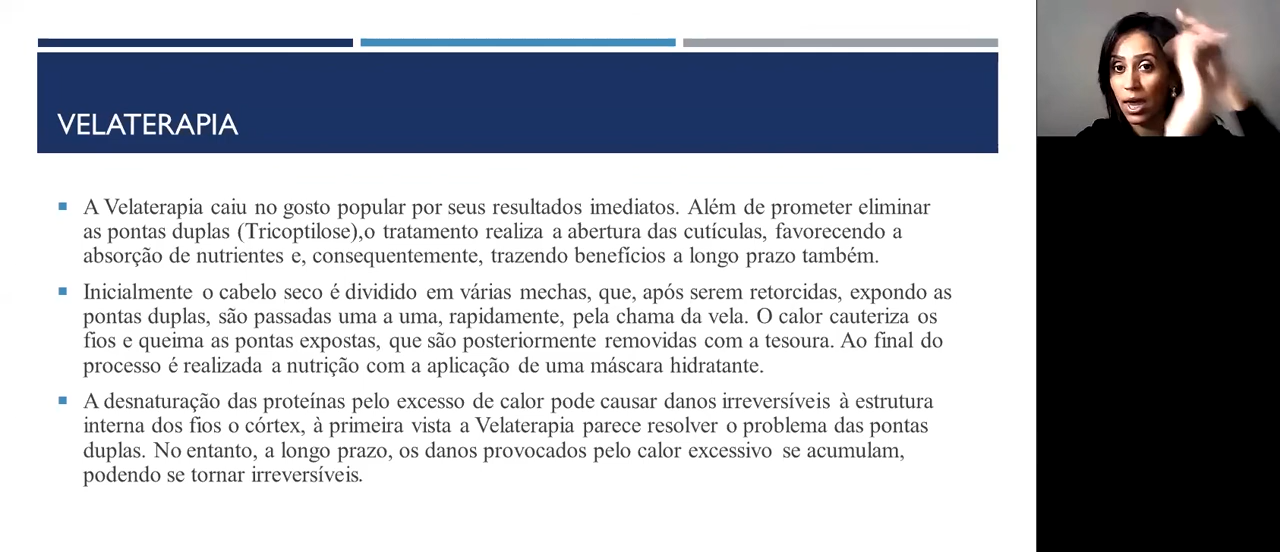 VELATERAPIA
A Velaterapia caiu no gosto popular por seus resultados imediatos. Além de prometer eliminar
as pontas duplas (Tricoptilose),o tratamento realiza a abertura das cutículas, favorecendo a
absorção de nutrientes e, consequentemente, trazendo benefícios a longo prazo também.
Inicialmente o cabelo seco é dividido em várias mechas, que, após serem retorcidas, expondo as
pontas duplas, são passadas uma a uma, rapidamente, pela chama da vela. O calor cauteriza os
fios e queima as pontas expostas, que são posteriormente removidas com a tesoura. Ao final do
processo é realizada a nutrição com a aplicação de uma máscara hidratante.
A desnaturação das proteínas pelo excesso de calor pode causar danos irreversíveis à estrutura
interna dos fios o córtex, à primeira vista a Velaterapia parece resolver o problema das pontas
duplas. No entanto, a longo prazo, os danos provocados pelo calor excessivo se acumulam,
podendo se tornar irreversíveis.